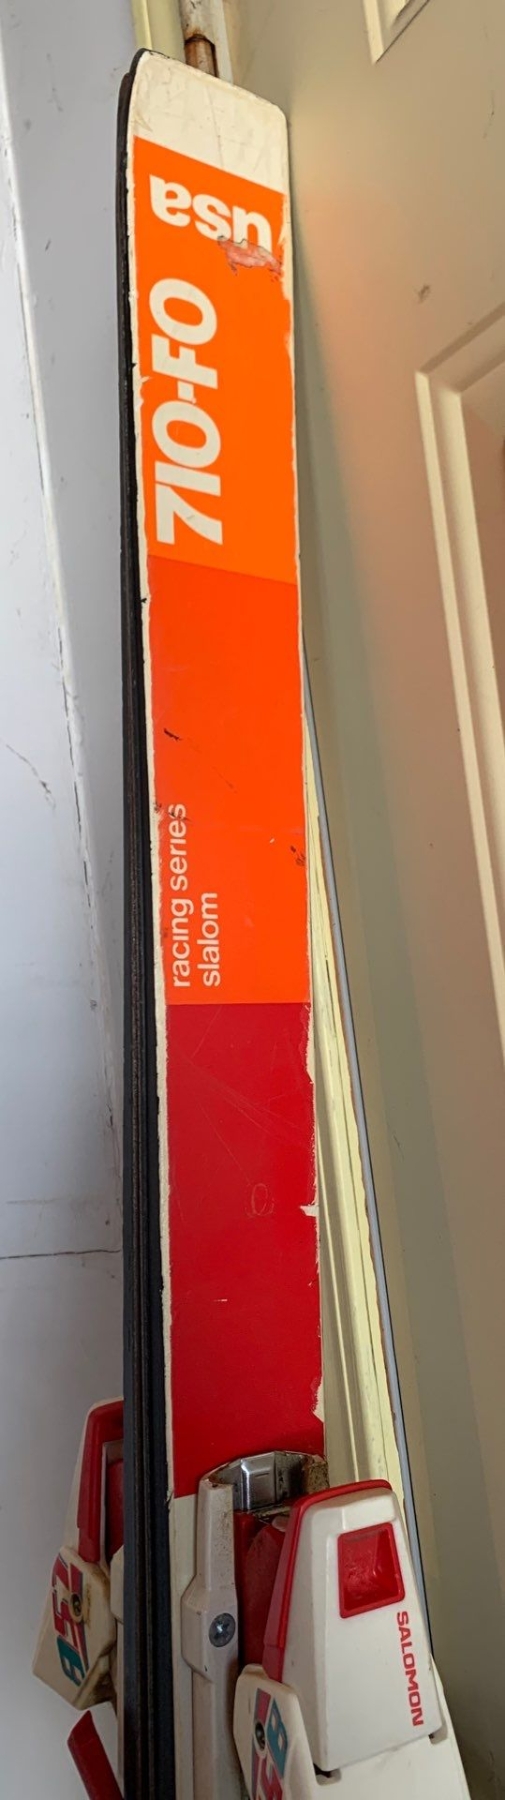 usa
710-FO
racing series
slalom
SALOMON